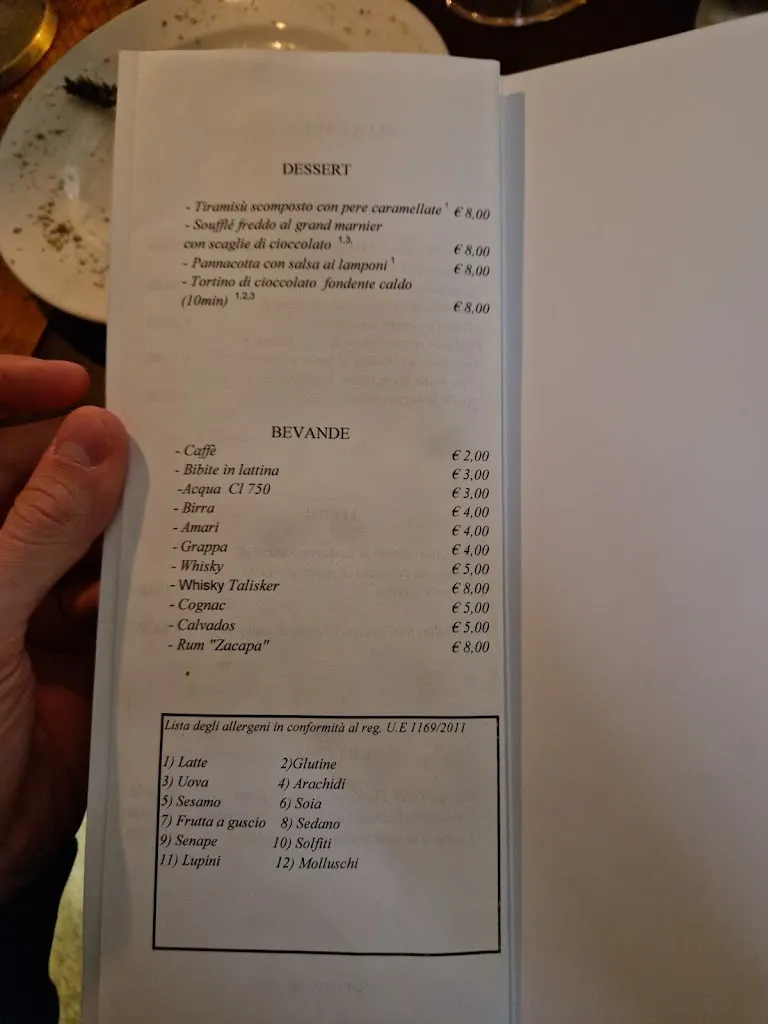 DESSERT
- Tiramisù scomposto con pere caramellate ¹ € 8,00
- Soufflé freddo al grand marnier
con scaglie di cioccolato ¹,³, € 8,00
- Pannacotta con salsa ai lamponi ¹ € 8,00
- Tortino di cioccolato fondente caldo
(10min) ¹,²,³ € 8,00
BEVANDE
- Caffè € 2,00
- Bibite in lattina € 3,00
-Acqua Cl 750 € 3,00
- Birra € 4,00
- Amari € 4,00
- Grappa € 4,00
- Whisky € 5,00
- Whisky Talisker € 8,00
- Cognac € 5,00
- Calvados € 5,00
- Rum "Zacapa" € 8,00
Lista degli allergeni in conformità al reg. U.E 1169/2011
1) Latte 2)Glutine
3) Uova 4) Arachidi
5) Sesamo 6) Soia
7) Frutta a guscio 8) Sedano
9) Senape 10) Solfiti
11) Lupini 12) Molluschi